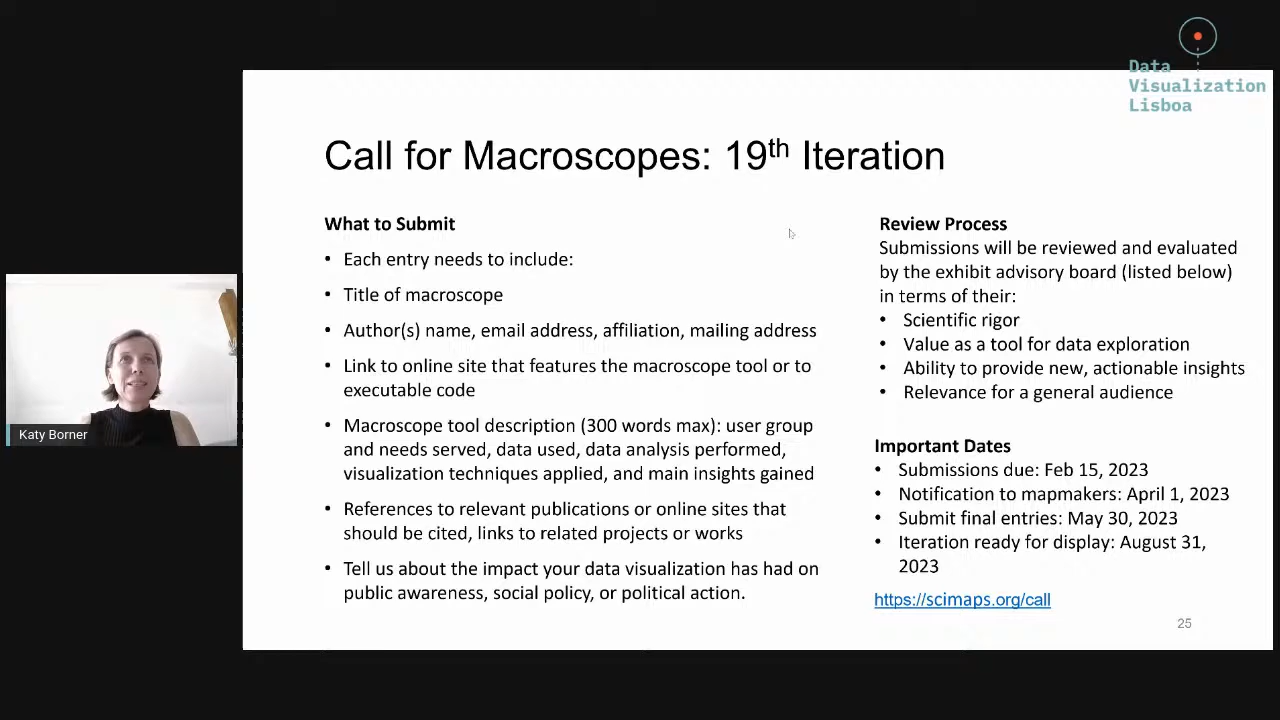 Data
Visualization
Lisboa
Call for Macroscopes: 19th Iteration
What to Submit
• Each entry needs to include:
• Title of macroscope
• Author(s) name, email address, affiliation, mailing address
• Link to online site that features the macroscope tool or to
executable code
• Macroscope tool description (300 words max): user group
and needs served, data used, data analysis performed,
visualization techniques applied, and main insights gained
• References to relevant publications or online sites that
should be cited, links to related projects or works
• Tell us about the impact your data visualization has had on
public awareness, social policy, or political action.
Review Process
Submissions will be reviewed and evaluated
by the exhibit advisory board (listed below)
in terms of their:
• Scientific rigor
• Value as a tool for data exploration
• Ability to provide new, actionable insights
• Relevance for a general audience
Important Dates
• Submissions due: Feb 15, 2023
• Notification to mapmakers: April 1, 2023
• Submit final entries: May 30, 2023
• Iteration ready for display: August 31,
2023
https://scimaps.org/call
25
Katy Borner